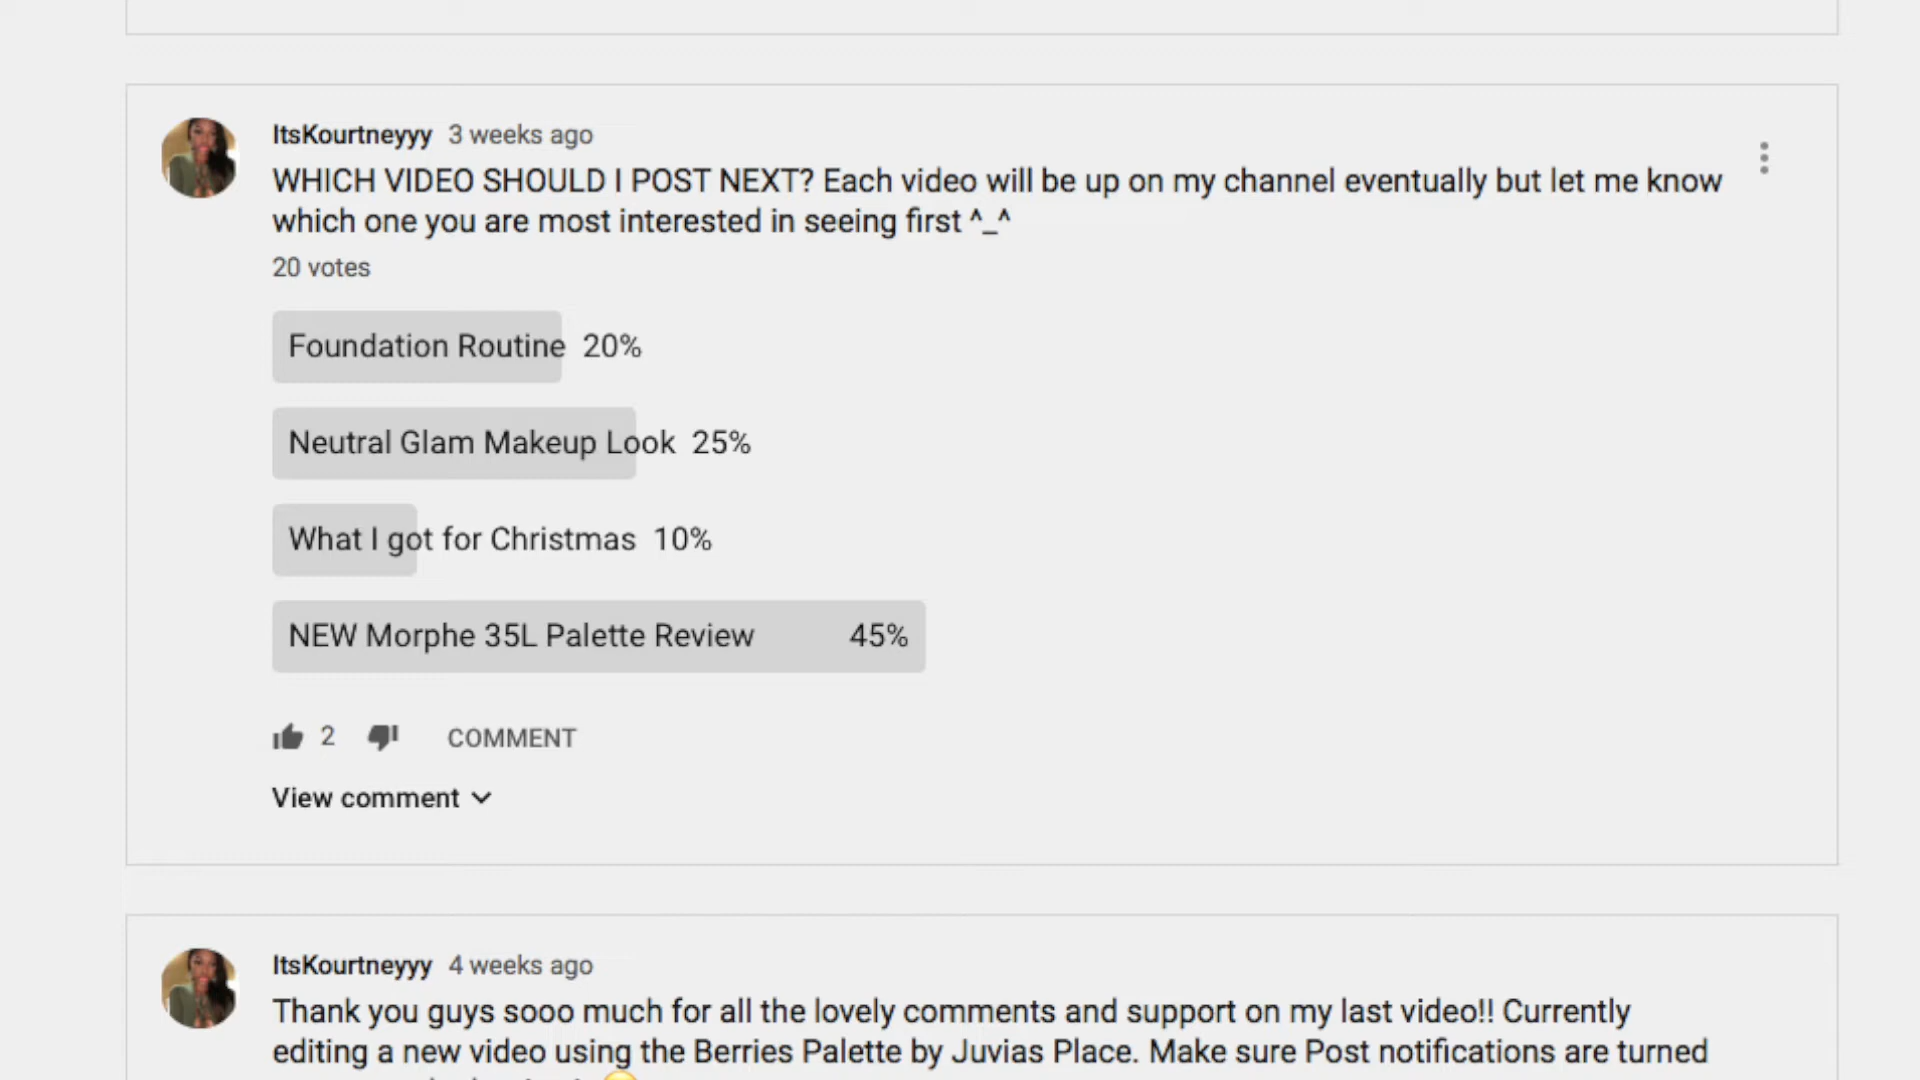 ItsKourtneyyy 3 weeks ago
WHICH VIDEO SHOULD I POST NEXT? Each video will be up on my channel eventually but let me know
which one you are most interested in seeing first ^_^
20 votes
Foundation Routine 20%
Neutral Glam Makeup Look 25%
What I got for Christmas 10%
NEW Morphe 35L Palette Review 45%
2 COMMENT
View comment
ItsKourtneyyy 4 weeks ago
Thank you guys sooo much for all the lovely comments and support on my last video!! Currently
editing a new video using the Berries Palette by Juvias Place. Make sure Post notifications are turned